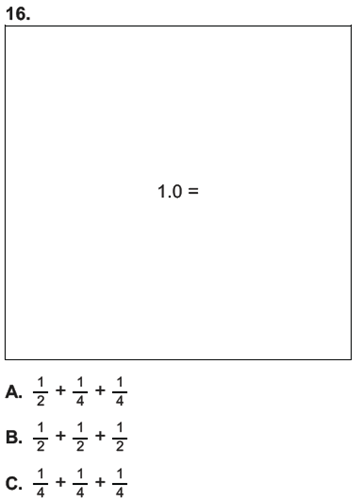 16.
1.0 =
A. 1/2 + 1/4 + 1/4
B. 1/2 + 1/2 + 1/2
C. 1/4 + 1/4 + 1/4